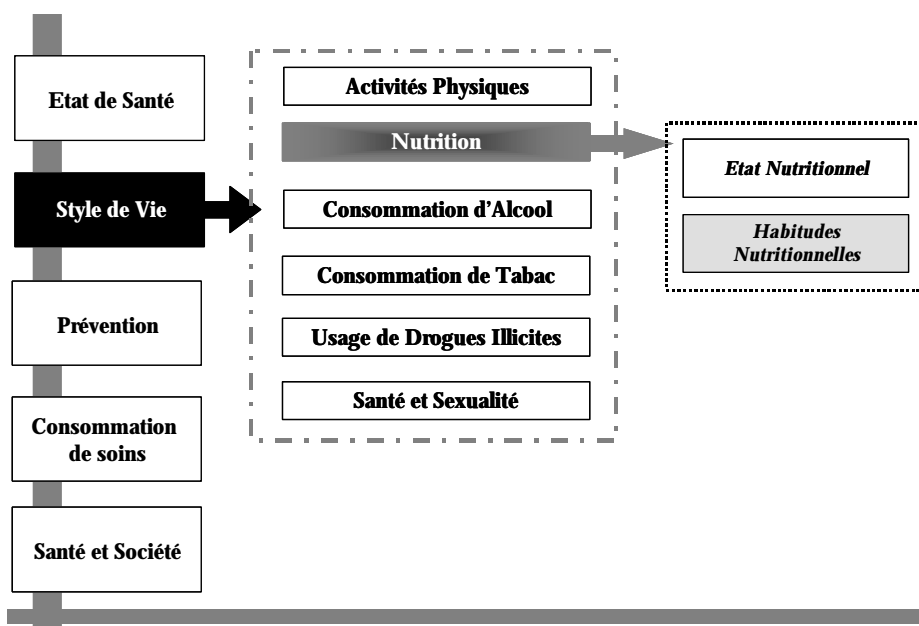 Etat de Santé
Style de Vie
Prévention
Consommation
de soins
Santé et Société
Activités Physiques
Nutrition
Consommation d'Alcool
Consommation de Tabac
Usage de Drogues Illicites
Santé et Sexualité
Etat Nutritionnel
Habitudes
Nutritionnelles